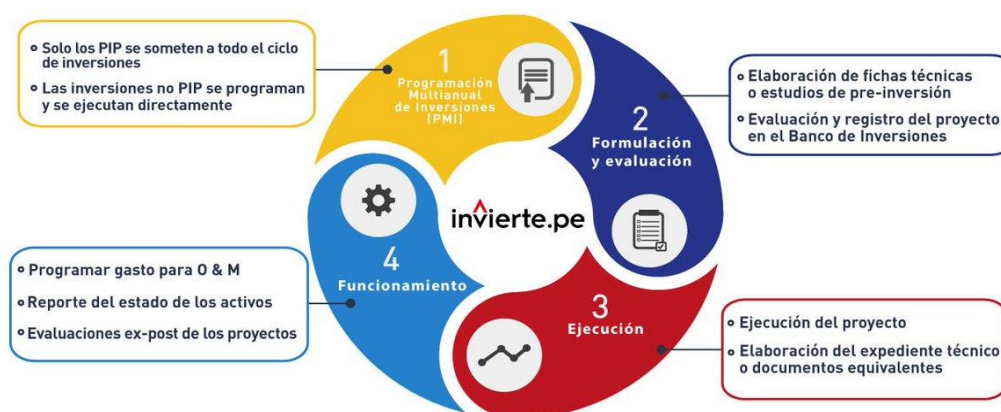 • Solo los PIP se someten a todo el ciclo
de inversiones
• Las inversiones no PIP se programan
y se ejecutan directamente
1
Programación
Multianual
de Inversiones
(PMI)
2
Formulación
y evaluación
• Elaboración de fichas técnicas
o estudios de pre-inversión
• Evaluación y registro del proyecto
en el Banco de Inversiones
invierte.pe
4
Funcionamiento
• Programar gasto para O & M
• Reporte del estado de los activos
• Evaluaciones ex-post de los proyectos
3
Ejecución
• Ejecución del proyecto
• Elaboración del expediente técnico
o documentos equivalentes